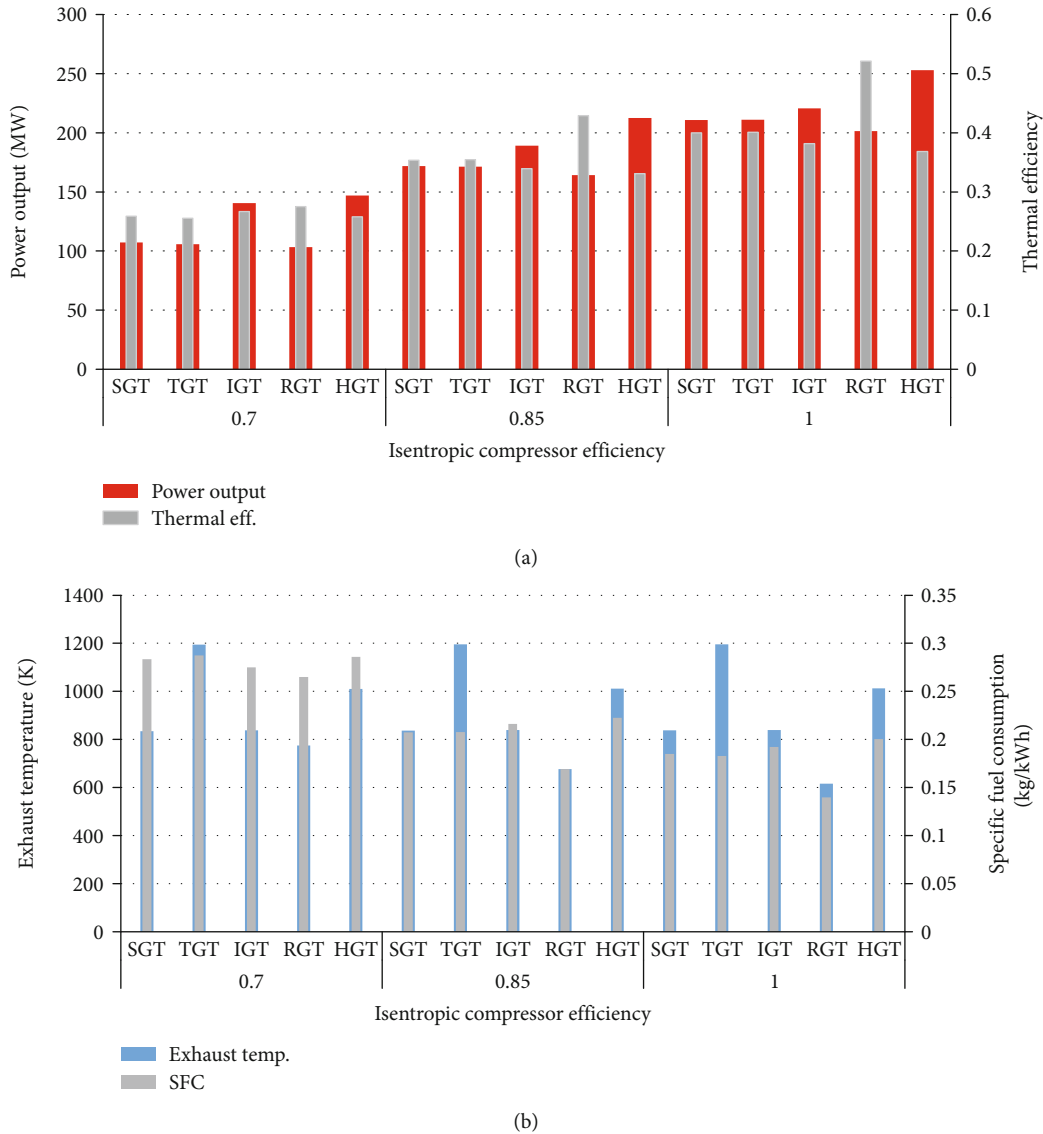 300
250
200
150
100
50
0
Power output (MW)
0.6
0.5
0.4
0.3
0.2
0.1
0
Thermal efficiency
SGT TGT IGT RGT HGT SGT TGT IGT RGT HGT SGT TGT IGT RGT HGT
0.7 0.85 1
Isentropic compressor efficiency
Power output
Thermal eff.
(a)
1400
1200
1000
800
600
400
200
0
Exhaust temperature (K)
0.35
0.3
0.25
0.2
0.15
0.1
0.05
0
Specific fuel consumption
(kg/kWh)
SGT TGT IGT RGT HGT SGT TGT IGT RGT HGT SGT TGT IGT RGT HGT
0.7 0.85 1
Isentropic compressor efficiency
Exhaust temp.
SFC
(b)